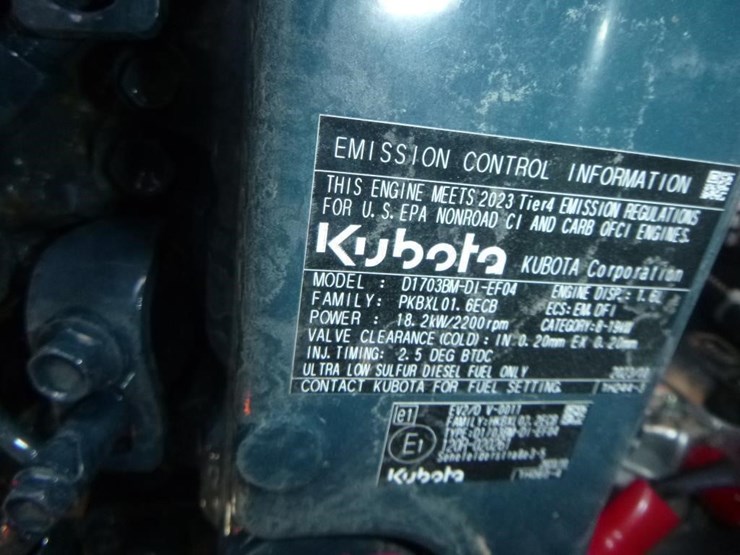 EMISSION CONTROL INFORMATION
THIS ENGINE MEETS 2023 Tier4 EMISSION REGULATIONS
FOR U.S. EPA NONROAD CI AND CARB OFCI ENGINES.
Kubota KUBOTA Corporation
MODEL : D1703BM-DI-EF04 ENGINE DISP.: 1.6L
FAMILY: PKBXL01.6ECB ECS: EM, DFI
POWER : 18.2kW/2200rpm CATEGORY:8-19kW
VALVE CLEARANCE (COLD) : IN 0.20mm EX 0.20mm
INJ. TIMING: 2.5 DEG BTDC
ULTRA LOW SULFUR DIESEL FUEL ONLY
CONTACT KUBOTA FOR FUEL SETTING
e1
E1
Kubota